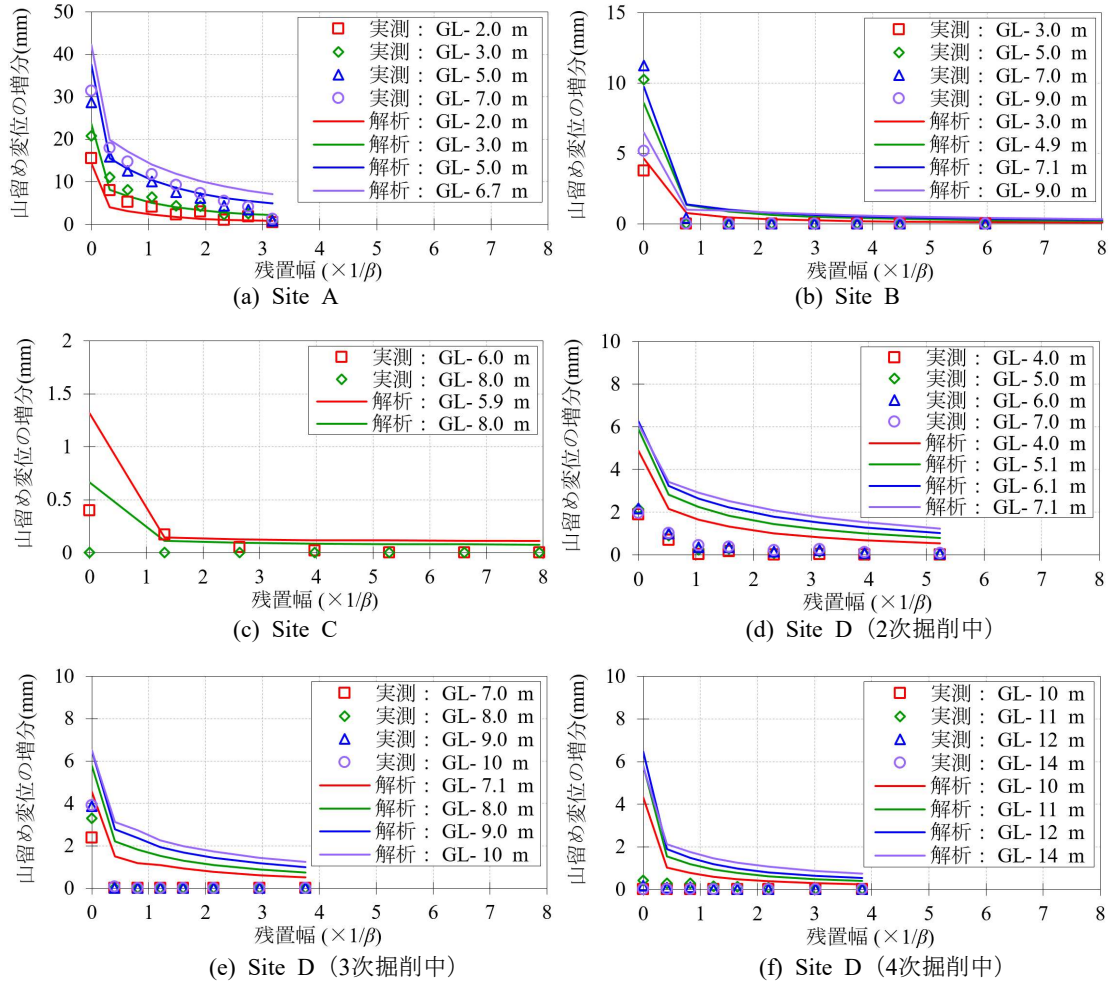 山留め変位の増分(mm)
50
40
30
20
10
0
0 1 2 3 4 5 6 7 8
残置幅 (×1/β)
実測： GL- 2.0 m
実測： GL- 3.0 m
実測： GL- 5.0 m
実測： GL- 7.0 m
解析： GL- 2.0 m
解析： GL- 3.0 m
解析： GL- 5.0 m
解析： GL- 6.7 m
(a) Site A
山留め変位の増分(mm)
15
10
5
0
0 1 2 3 4 5 6 7 8
残置幅 (×1/β)
実測： GL- 3.0 m
実測： GL- 5.0 m
実測： GL- 7.0 m
実測： GL- 9.0 m
解析： GL- 3.0 m
解析： GL- 4.9 m
解析： GL- 7.1 m
解析： GL- 9.0 m
(b) Site B
山留め変位の増分(mm)
2
1.5
1
0.5
0
0 1 2 3 4 5 6 7 8
残置幅 (×1/β)
実測： GL- 6.0 m
実測： GL- 8.0 m
解析： GL- 5.9 m
解析： GL- 8.0 m
(c) Site C
山留め変位の増分(mm)
10
8
6
4
2
0
0 1 2 3 4 5 6 7 8
残置幅 (×1/β)
実測： GL- 4.0 m
実測： GL- 5.0 m
実測： GL- 6.0 m
実測： GL- 7.0 m
解析： GL- 4.0 m
解析： GL- 5.1 m
解析： GL- 6.1 m
解析： GL- 7.1 m
(d) Site D（2次掘削中）
山留め変位の増分(mm)
10
8
6
4
2
0
0 1 2 3 4 5 6 7 8
残置幅 (×1/β)
実測： GL- 7.0 m
実測： GL- 8.0 m
実測： GL- 9.0 m
実測： GL- 10 m
解析： GL- 7.1 m
解析： GL- 8.0 m
解析： GL- 9.0 m
解析： GL- 10 m
(e) Site D（3次掘削中）
山留め変位の増分(mm)
10
8
6
4
2
0
0 1 2 3 4 5 6 7 8
残置幅 (×1/β)
実測： GL- 10 m
実測： GL- 11 m
実測： GL- 12 m
実測： GL- 14 m
解析： GL- 10 m
解析： GL- 11 m
解析： GL- 12 m
解析： GL- 14 m
(f) Site D（4次掘削中）